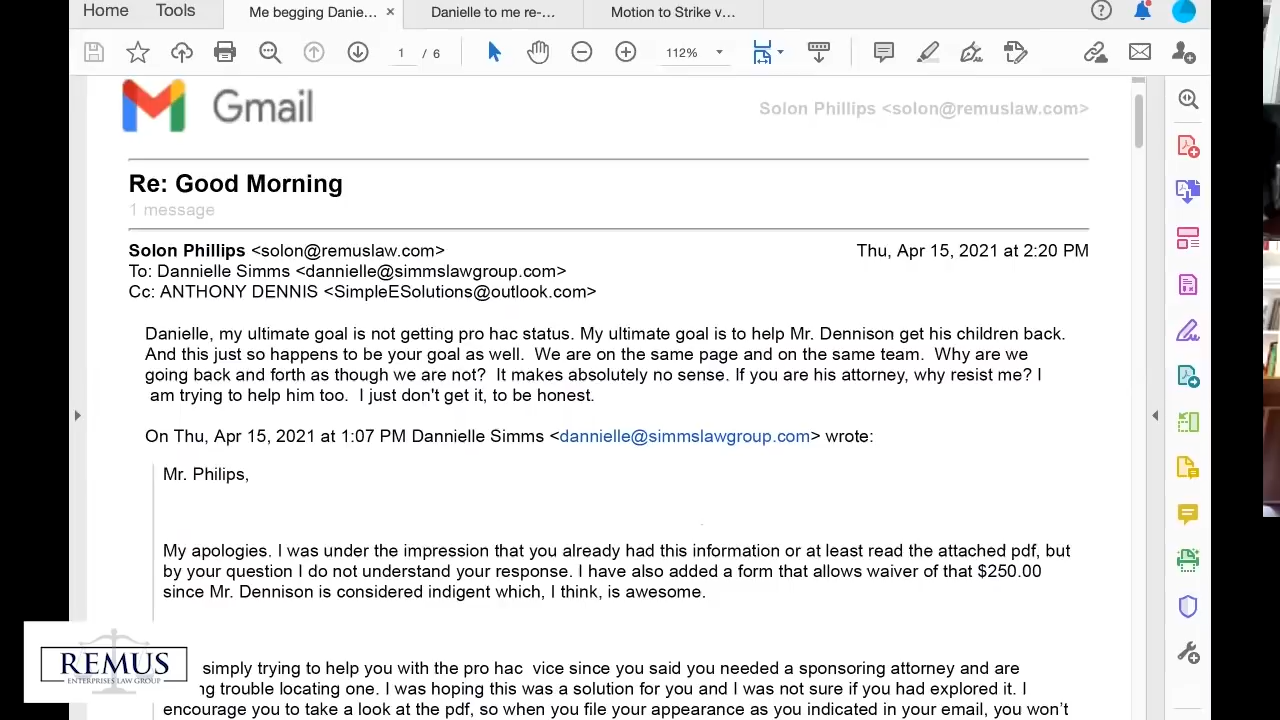 Home Tools Me begging Danie... × Danielle to me re-... Motion to Strike v...
1 / 6 112%
Gmail
Solon Phillips <solon@remuslaw.com>
Re: Good Morning
1 message
Solon Phillips <solon@remuslaw.com> Thu, Apr 15, 2021 at 2:20 PM
To: Dannielle Simms <dannielle@simmslawgroup.com>
Cc: ANTHONY DENNIS <SimpleESolutions@outlook.com>
Danielle, my ultimate goal is not getting pro hac status. My ultimate goal is to help Mr. Dennison get his children back.
And this just so happens to be your goal as well. We are on the same page and on the same team. Why are we
going back and forth as though we are not? It makes absolutely no sense. If you are his attorney, why resist me? I
am trying to help him too. I just don't get it, to be honest.
On Thu, Apr 15, 2021 at 1:07 PM Dannielle Simms <dannielle@simmslawgroup.com> wrote:
Mr. Philips,
My apologies. I was under the impression that you already had this information or at least read the attached pdf, but
by your question I do not understand your response. I have also added a form that allows waiver of that $250.00
since Mr. Dennison is considered indigent which, I think, is awesome.
simply trying to help you with the pro hac vice since you said you needed a sponsoring attorney and are
ng trouble locating one. I was hoping this was a solution for you and I was not sure if you had explored it. I
encourage you to take a look at the pdf, so when you file your appearance as you indicated in your email, you won't
REMUS
ENTERPRISES LAW GROUP